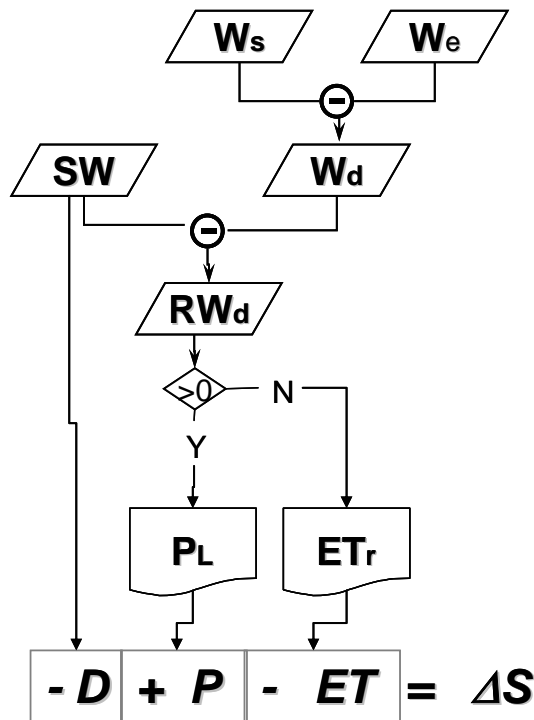 Ws We
-
SW Wd
-
RWd
>0 N
Y
PL ETr
- D + P - ET = ΔS